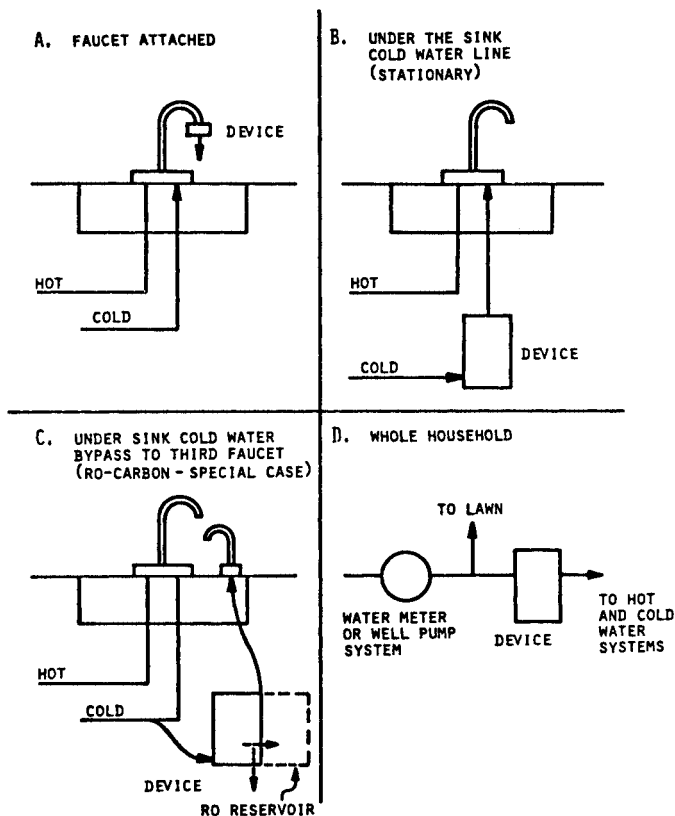 A. FAUCET ATTACHED
DEVICE
HOT
COLD
B. UNDER THE SINK
COLD WATER LINE
(STATIONARY)
HOT
DEVICE
COLD
C. UNDER SINK COLD WATER
BYPASS TO THIRD FAUCET
(RO-CARBON - SPECIAL CASE)
HOT
COLD
DEVICE
RO RESERVOIR
D. WHOLE HOUSEHOLD
TO LAWN
WATER METER
OR WELL PUMP
SYSTEM
DEVICE
TO HOT
AND COLD
WATER
SYSTEMS